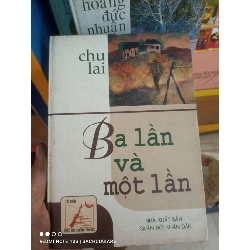 hoàng
đức nhuận
chu
lai
Ba lần
và
một lần
NHÀ XUẤT BẢN
QUÂN ĐỘI NHÂN DÂN